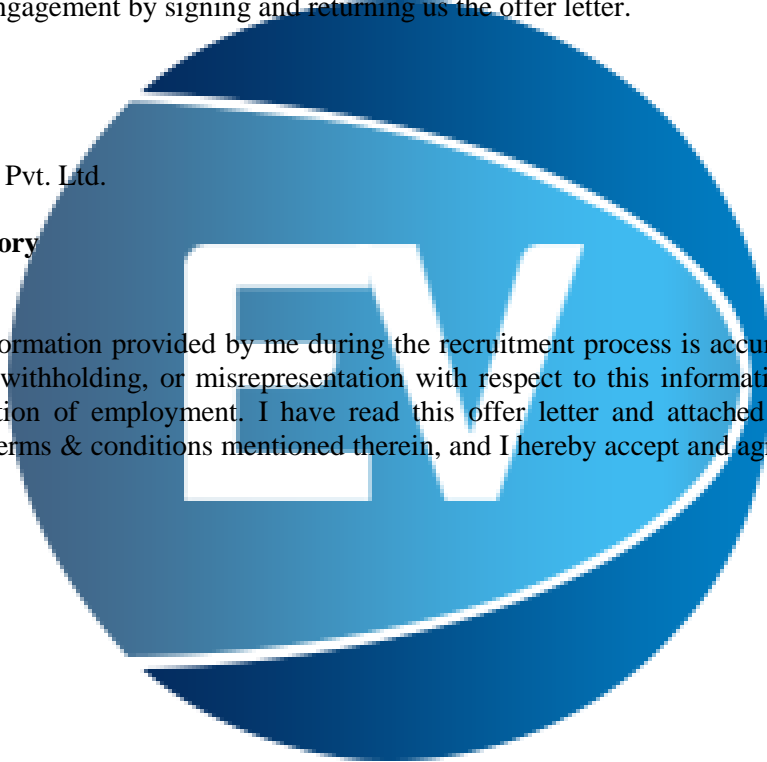 ngagement by signing and returning us the offer letter.
Pvt. Ltd.
ory
EV
ormation provided by me during the recruitment process is accu
withholding, or misrepresentation with respect to this informati
tion of employment. I have read this offer letter and attached
erms & conditions mentioned therein, and I hereby accept and ag